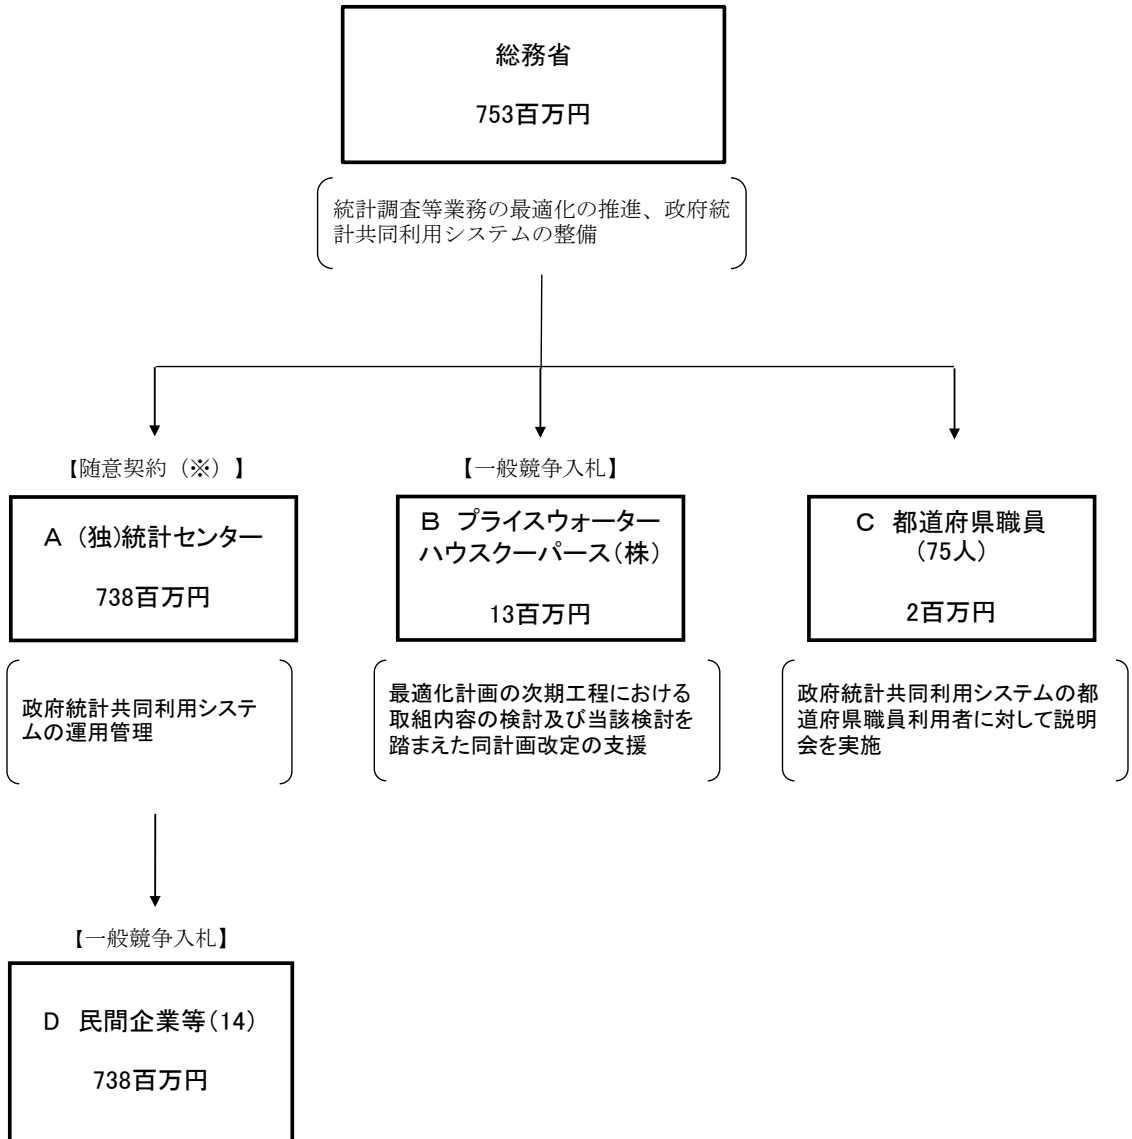 総務省
753百万円
統計調査等業務の最適化の推進、政府統
計共同利用システムの整備
【随意契約（※）】
A （独）統計センター
738百万円
政府統計共同利用システ
ムの運用管理
【一般競争入札】
B プライスウォーター
ハウスクーパース（株）
13百万円
最適化計画の次期工程における
取組内容の検討及び当該検討を
踏まえた同計画改定の支援
C 都道府県職員
（75人）
2百万円
政府統計共同利用システムの都
道府県職員利用者に対して説明
会を実施
【一般競争入札】
D 民間企業等（14）
738百万円